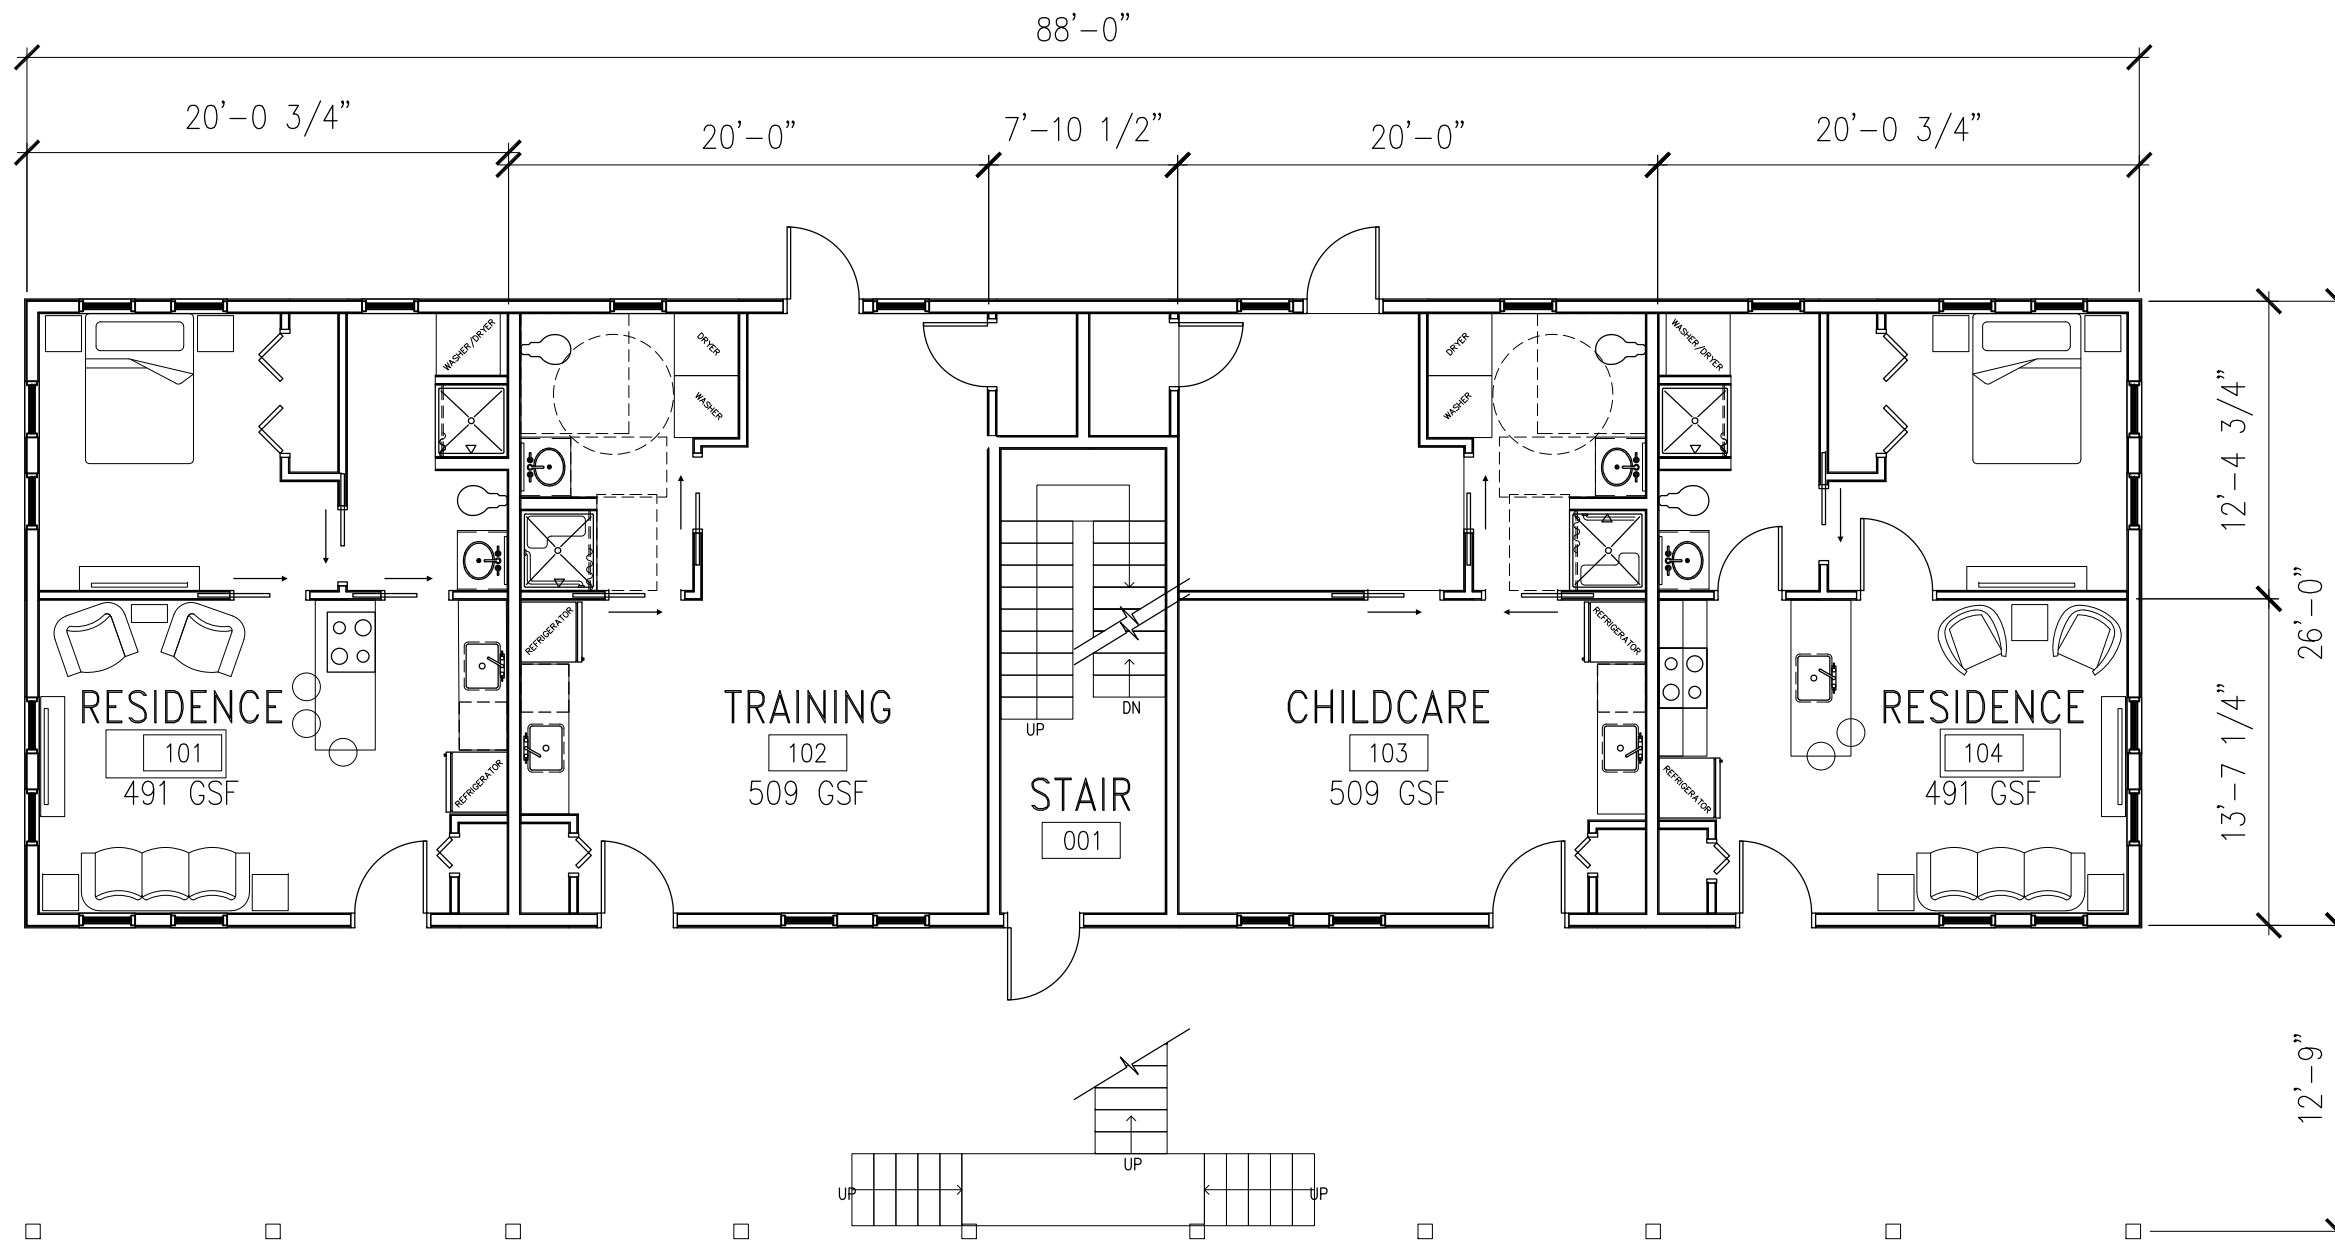 88’-0”
20’-0 3/4”
20’-0”
7’-10 1/2”
20’-0”
20’-0 3/4”
WASHER/DRYER
DRYER
WASHER
DRYER
WASHER
WASHER/DRYER
12’-4 3/4”
26’-0”
13’-7 1/4”
12’-9”
REFRIGERATOR
REFRIGERATOR
RESIDENCE
101
491 GSF
REFRIGERATOR
TRAINING
102
509 GSF
UP
DN
STAIR
001
CHILDCARE
103
509 GSF
REFRIGERATOR
RESIDENCE
104
491 GSF
UP
UP
UP